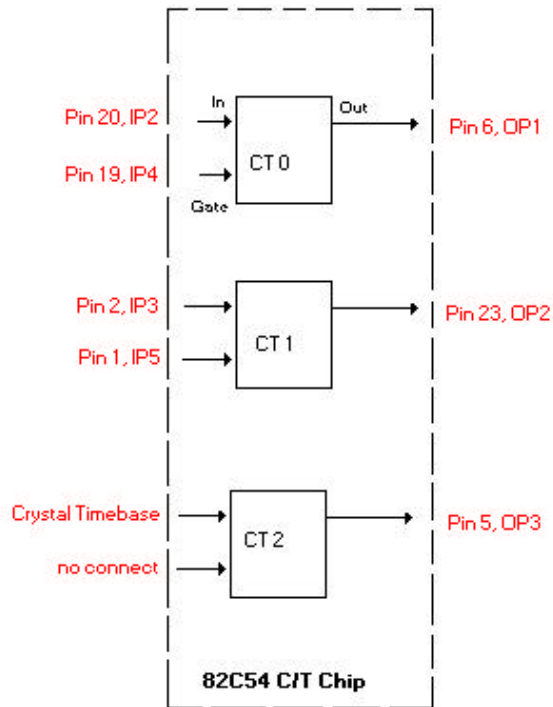 In
Out
Pin 20, IP2
Pin 6, OP1
CT 0
Pin 19, IP4
Gate
Pin 2, IP3
Pin 23, OP2
CT 1
Pin 1, IP5
Crystal Timebase
Pin 5, OP3
CT 2
no connect
82C54 C/T Chip